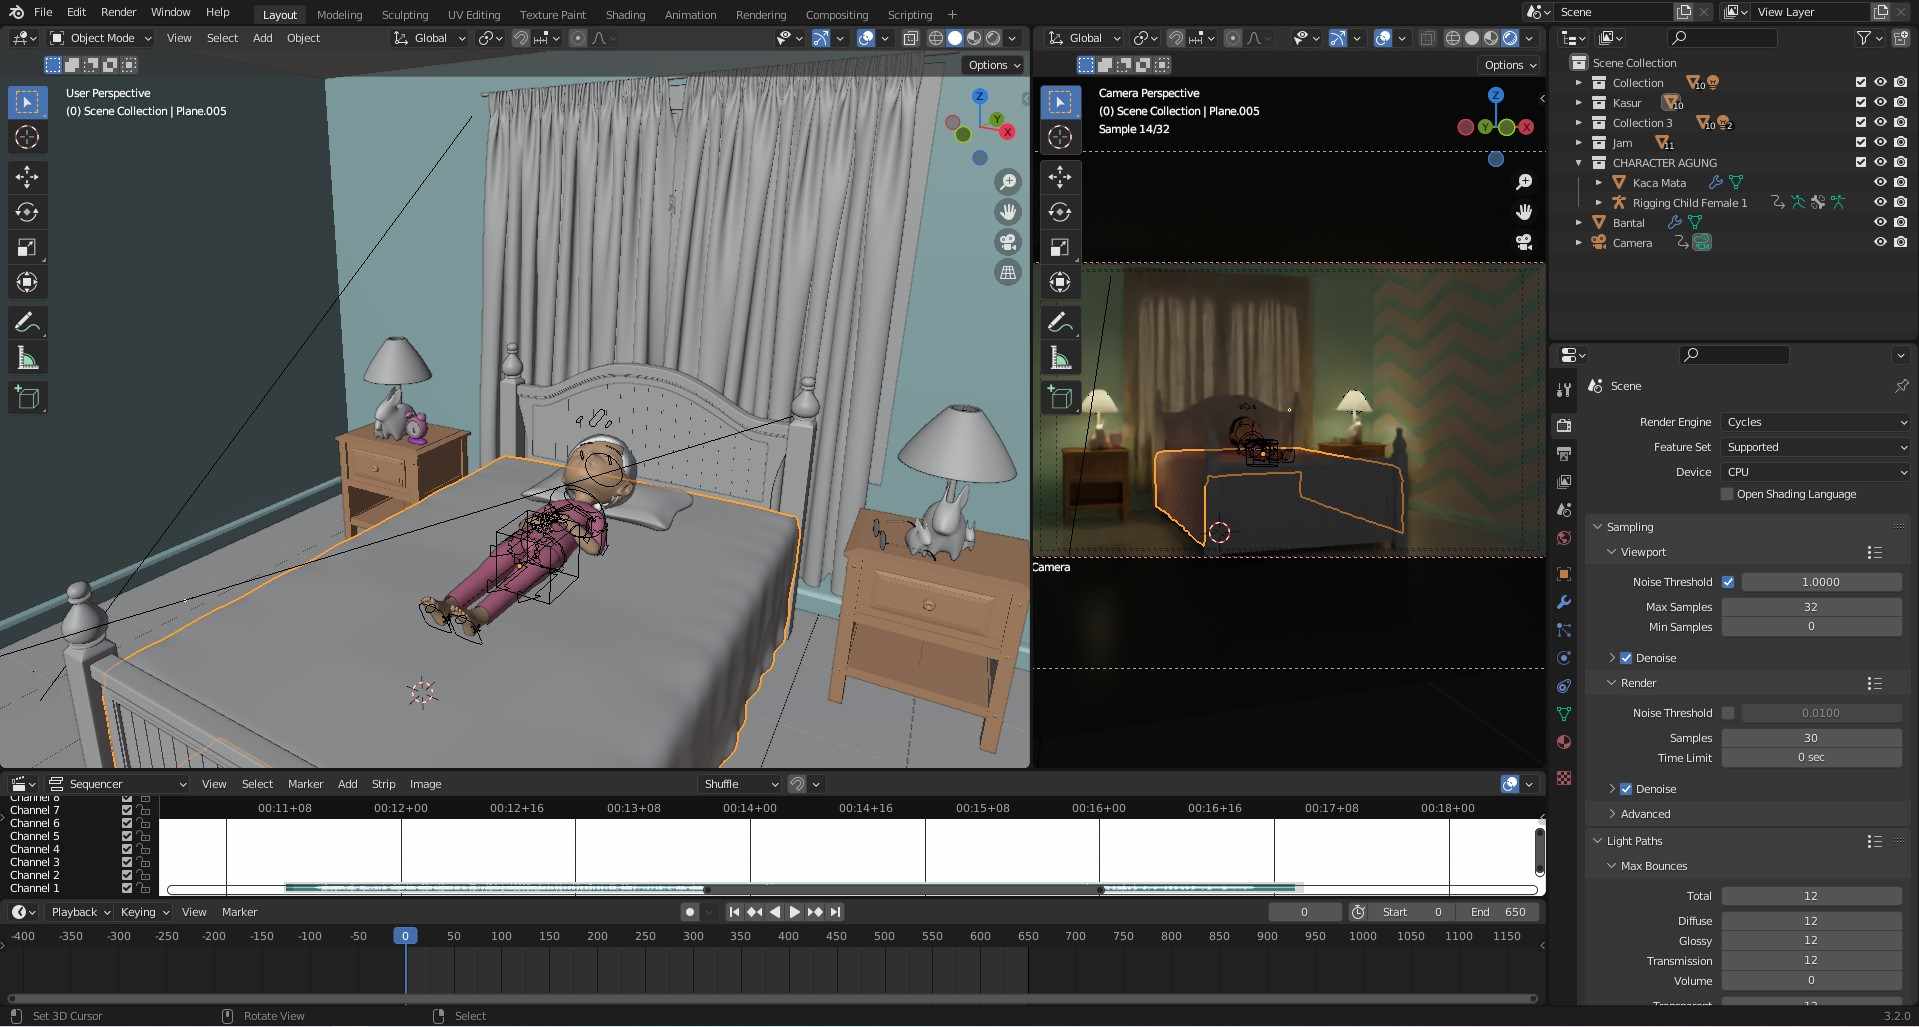 File Edit Render Window Help
Layout Modeling Sculpting UV Editing Texture Paint Shading Animation Rendering Compositing Scripting +
Scene
View Layer
Object Mode View Select Add Object
Global
Options
User Perspective
(0) Scene Collection | Plane.005
Z
Y
X
Global
Options
Camera Perspective
(0) Scene Collection | Plane.005
Sample 14/32
Z
Y
X
Camera
Scene Collection
Collection 10
Kasur 10
Collection 3 10 2
Jam 11
CHARACTER AGUNG
Kaca Mata
Rigging Child Female 1
Bantal
Camera
Scene
Render Engine Cycles
Feature Set Supported
Device CPU
Open Shading Language
Sampling
Viewport
Noise Threshold 1.0000
Max Samples 32
Min Samples 0
Denoise
Render
Noise Threshold 0.0100
Samples 30
Time Limit 0 sec
Denoise
Advanced
Light Paths
Max Bounces
Total 12
Diffuse 12
Glossy 12
Transmission 12
Volume 0
Transparent 12
Sequencer View Select Marker Add Strip Image
Shuffle
00:11+08 00:12+00 00:12+16 00:13+08 00:14+00 00:14+16 00:15+08 00:16+00 00:16+16 00:17+08 00:18+00
Channel 8
Channel 7
Channel 6
Channel 5
Channel 4
Channel 3
Channel 2
Channel 1
Playback Keying View Marker
0
Start 0
End 650
-400 -350 -300 -250 -200 -150 -100 -50 0 50 100 150 200 250 300 350 400 450 500 550 600 650 700 750 800 850 900 950 1000 1050 1100 1150
Set 3D Cursor
Rotate View
Select
3.2.0